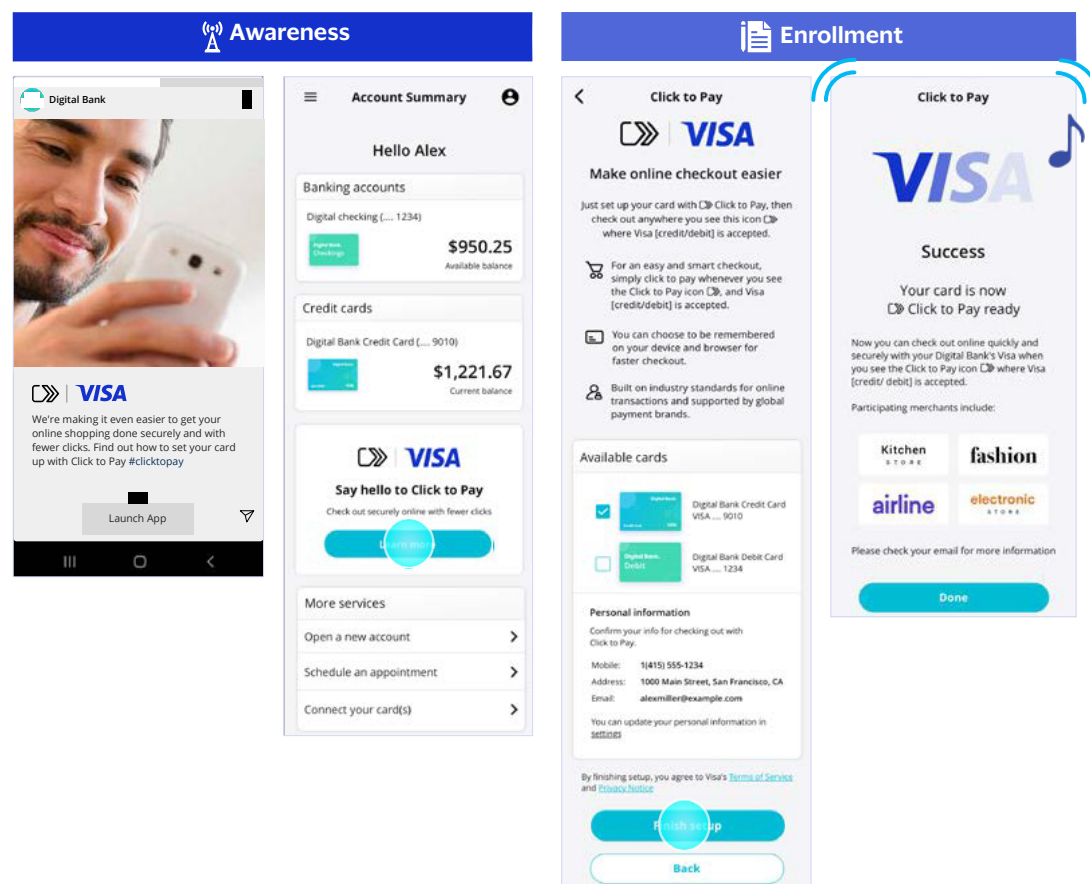 Awareness
Digital Bank
VISA
We're making it even easier to get your
online shopping done securely and with
fewer clicks. Find out how to set your card
up with Click to Pay #clicktopay
Launch App
Account Summary
Hello Alex
Banking accounts
Digital checking (.... 1234)
Digital Bank
Checkings
$950.25
Available balance
Credit cards
Digital Bank Credit Card (.... 9010)
$1,221.67
Current balance
VISA
Say hello to Click to Pay
Check out securely online with fewer clicks
Learn more
More services
Open a new account
Schedule an appointment
Connect your card(s)
Enrollment
Click to Pay
VISA
Make online checkout easier
Just set up your card with Click to Pay, then
check out anywhere you see this icon
where Visa [credit/debit] is accepted.
For an easy and smart checkout,
simply click to pay whenever you see
the Click to Pay icon , and Visa
[credit/debit] is accepted.
You can choose to be remembered
on your device and browser for
faster checkout.
Built on industry standards for online
transactions and supported by global
payment brands.
Available cards
Digital Bank Credit Card
VISA .... 9010
Digital Bank.
Debit
Digital Bank Debit Card
VISA .... 1234
Personal information
Confirm your info for checking out with
Click to Pay.
Mobile: 1(415) 555-1234
Address: 1000 Main Street, San Francisco, CA
Email: alexmiller@example.com
You can update your personal information in
settings
By finishing setup, you agree to Visa's Terms of Service
and Privacy Notice
Finish setup
Back
Click to Pay
VISA
Success
Your card is now
Click to Pay ready
Now you can check out online quickly and
securely with your Digital Bank's Visa when
you see the Click to Pay icon where Visa
[credit/ debit] is accepted.
Participating merchants include:
Kitchen
STORE
fashion
airline
electronic
STORE
Please check your email for more information
Done